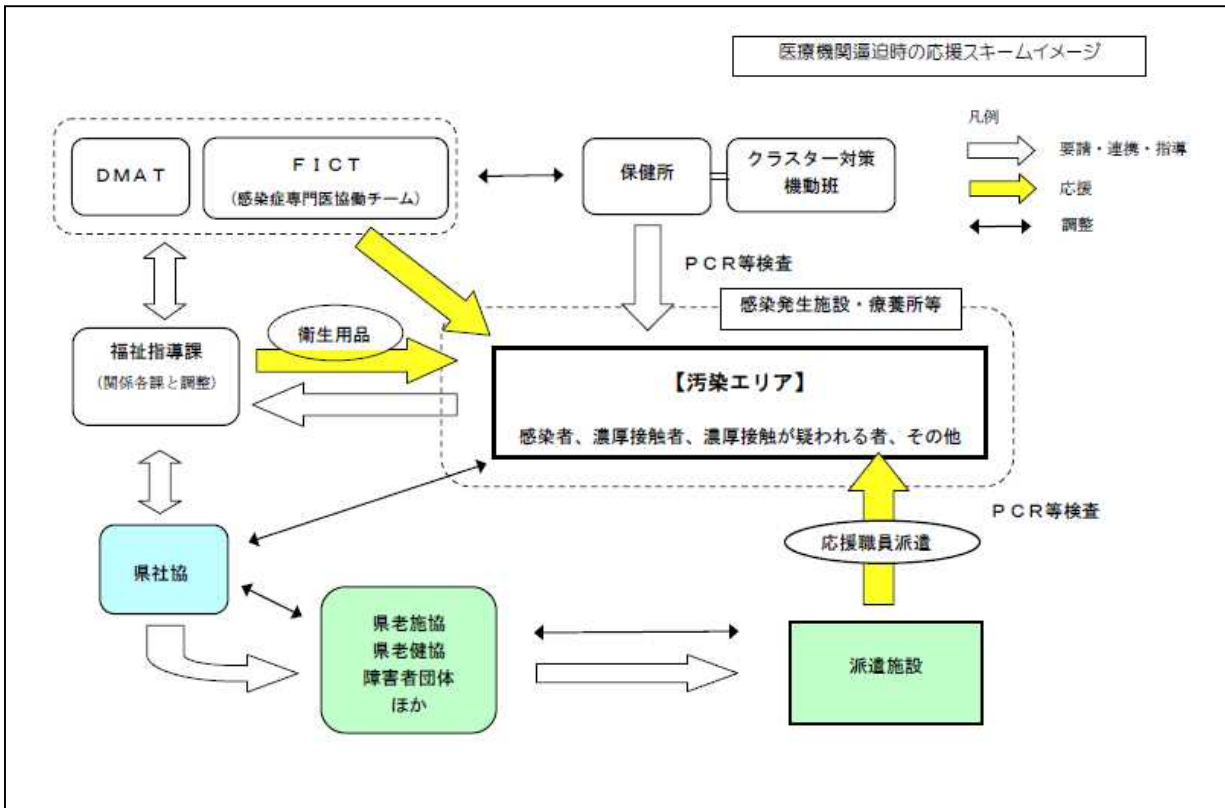 医療機関逼迫時の応援スキームイメージ
凡例
要請・連携・指導
応援
調整
ＤＭＡＴ
ＦＩＣＴ
（感染症専門医協働チーム）
保健所
クラスター対策
機動班
ＰＣＲ等検査
感染発生施設・療養所等
衛生用品
福祉指導課
（関係各課と調整）
【汚染エリア】
感染者、濃厚接触者、濃厚接触が疑われる者、その他
ＰＣＲ等検査
応援職員派遣
県社協
県老施協
県老健協
障害者団体
ほか
派遣施設